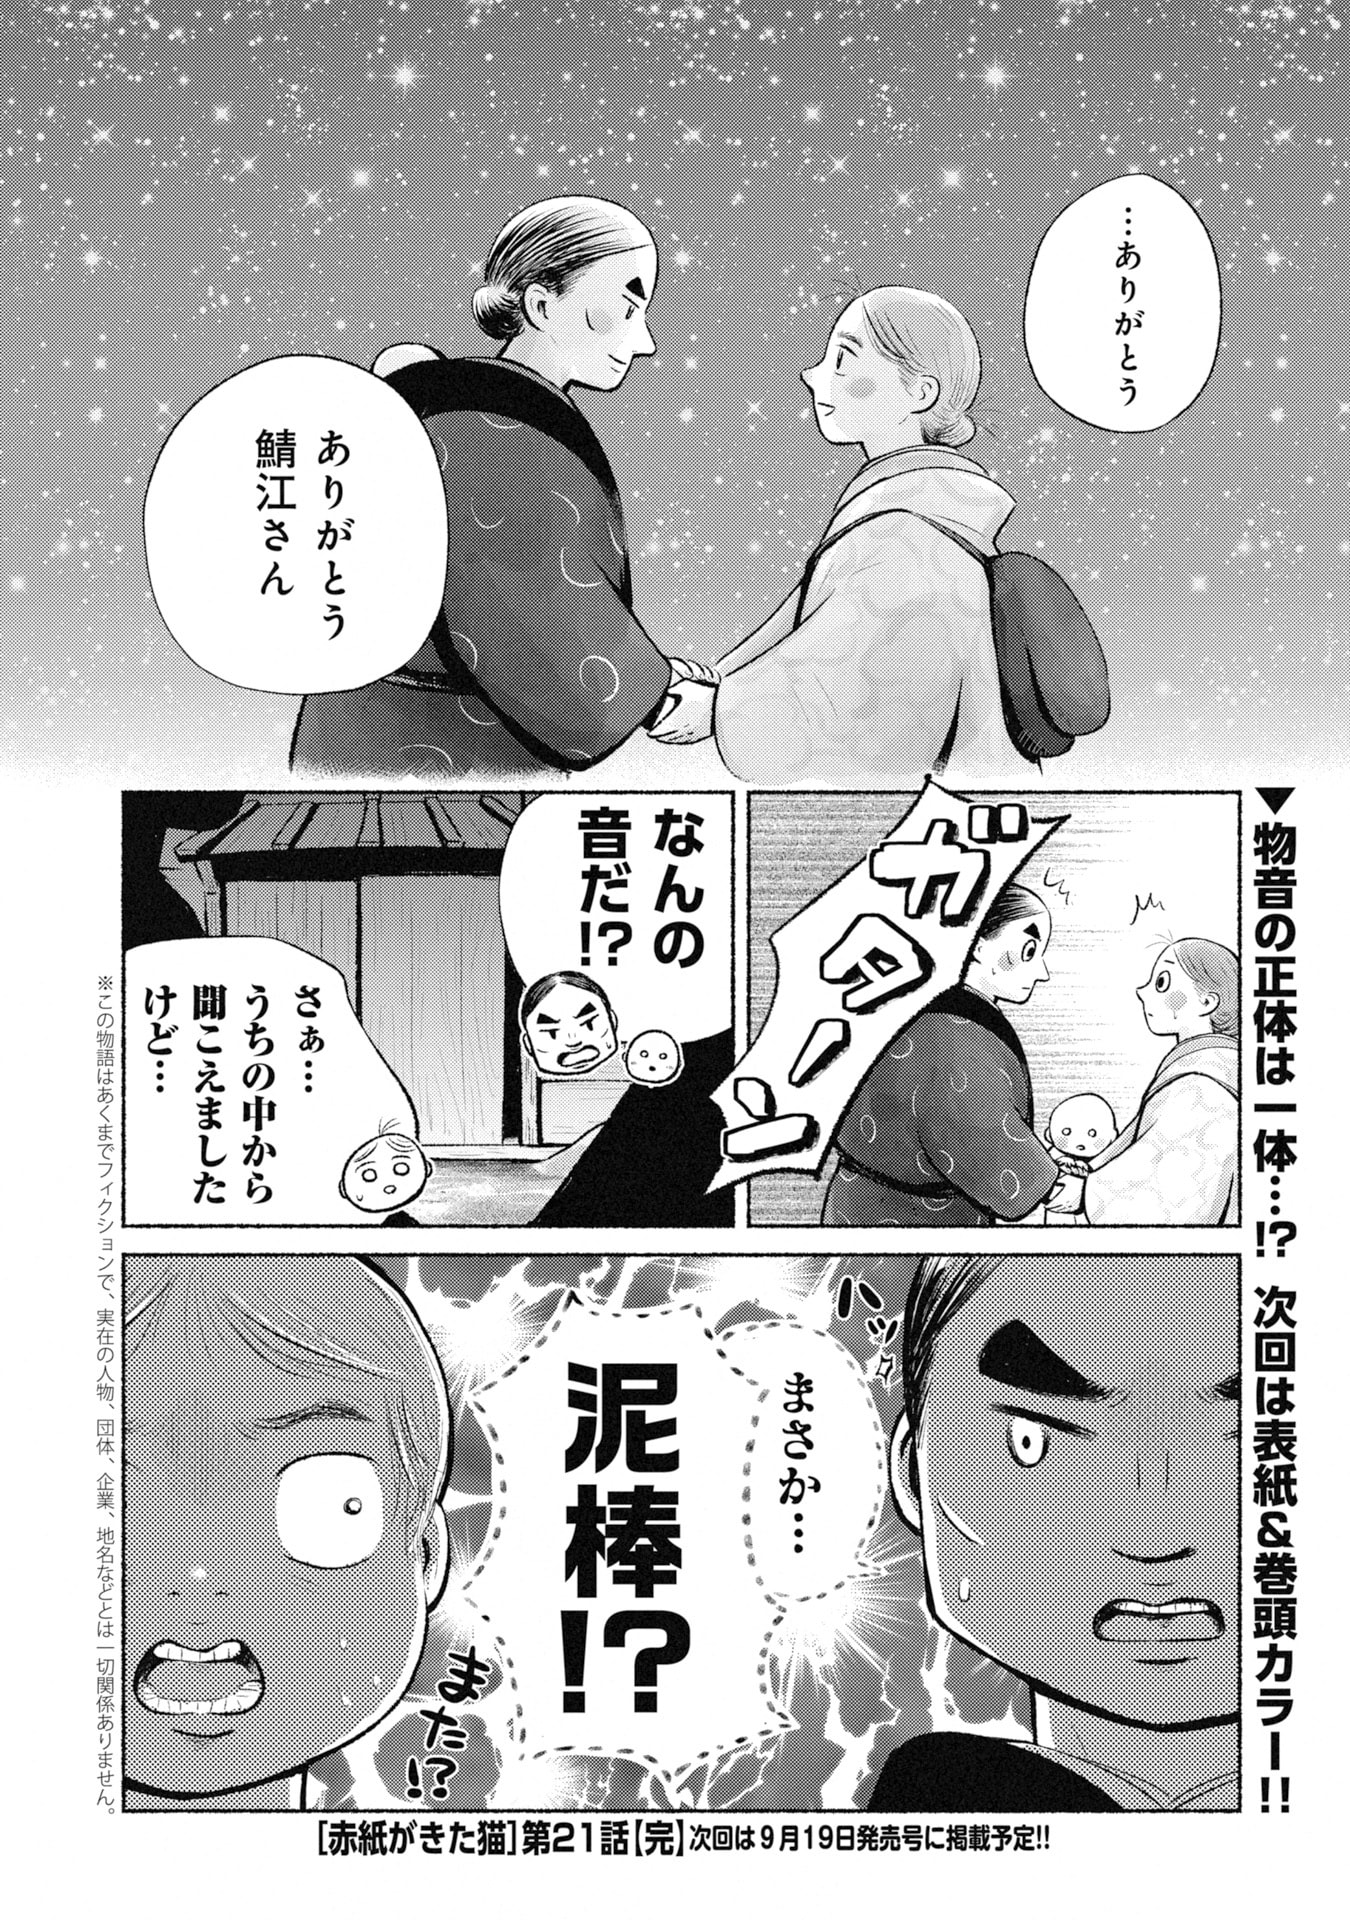 …ありがとう
ありがとう
鯖江さん
ガターン
なんの
音だ!?
さぁ…
うちの中から
聞こえました
けど…
ハッ
まさか…
泥棒!?
また!?
▼物音の正体は一体…!? 次回は表紙&巻頭カラー!!
※この物語はあくまでフィクションで、実在の人物、団体、企業、地名などとは一切関係ありません。
[赤紙がきた猫]第21話【完】次回は9月19日発売号に掲載予定!!